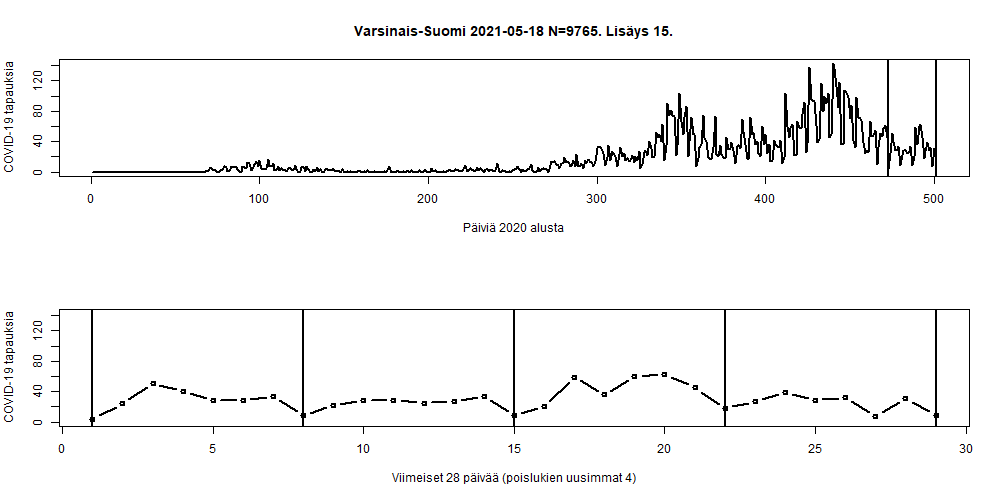 Varsinais-Suomi 2021-05-18 N=9765. Lisäys 15.
COVID-19 tapauksia
0 40 80 120
0 100 200 300 400 500
Päiviä 2020 alusta
COVID-19 tapauksia
0 40 80 120
0 5 10 15 20 25 30
Viimeiset 28 päivää (poislukien uusimmat 4)